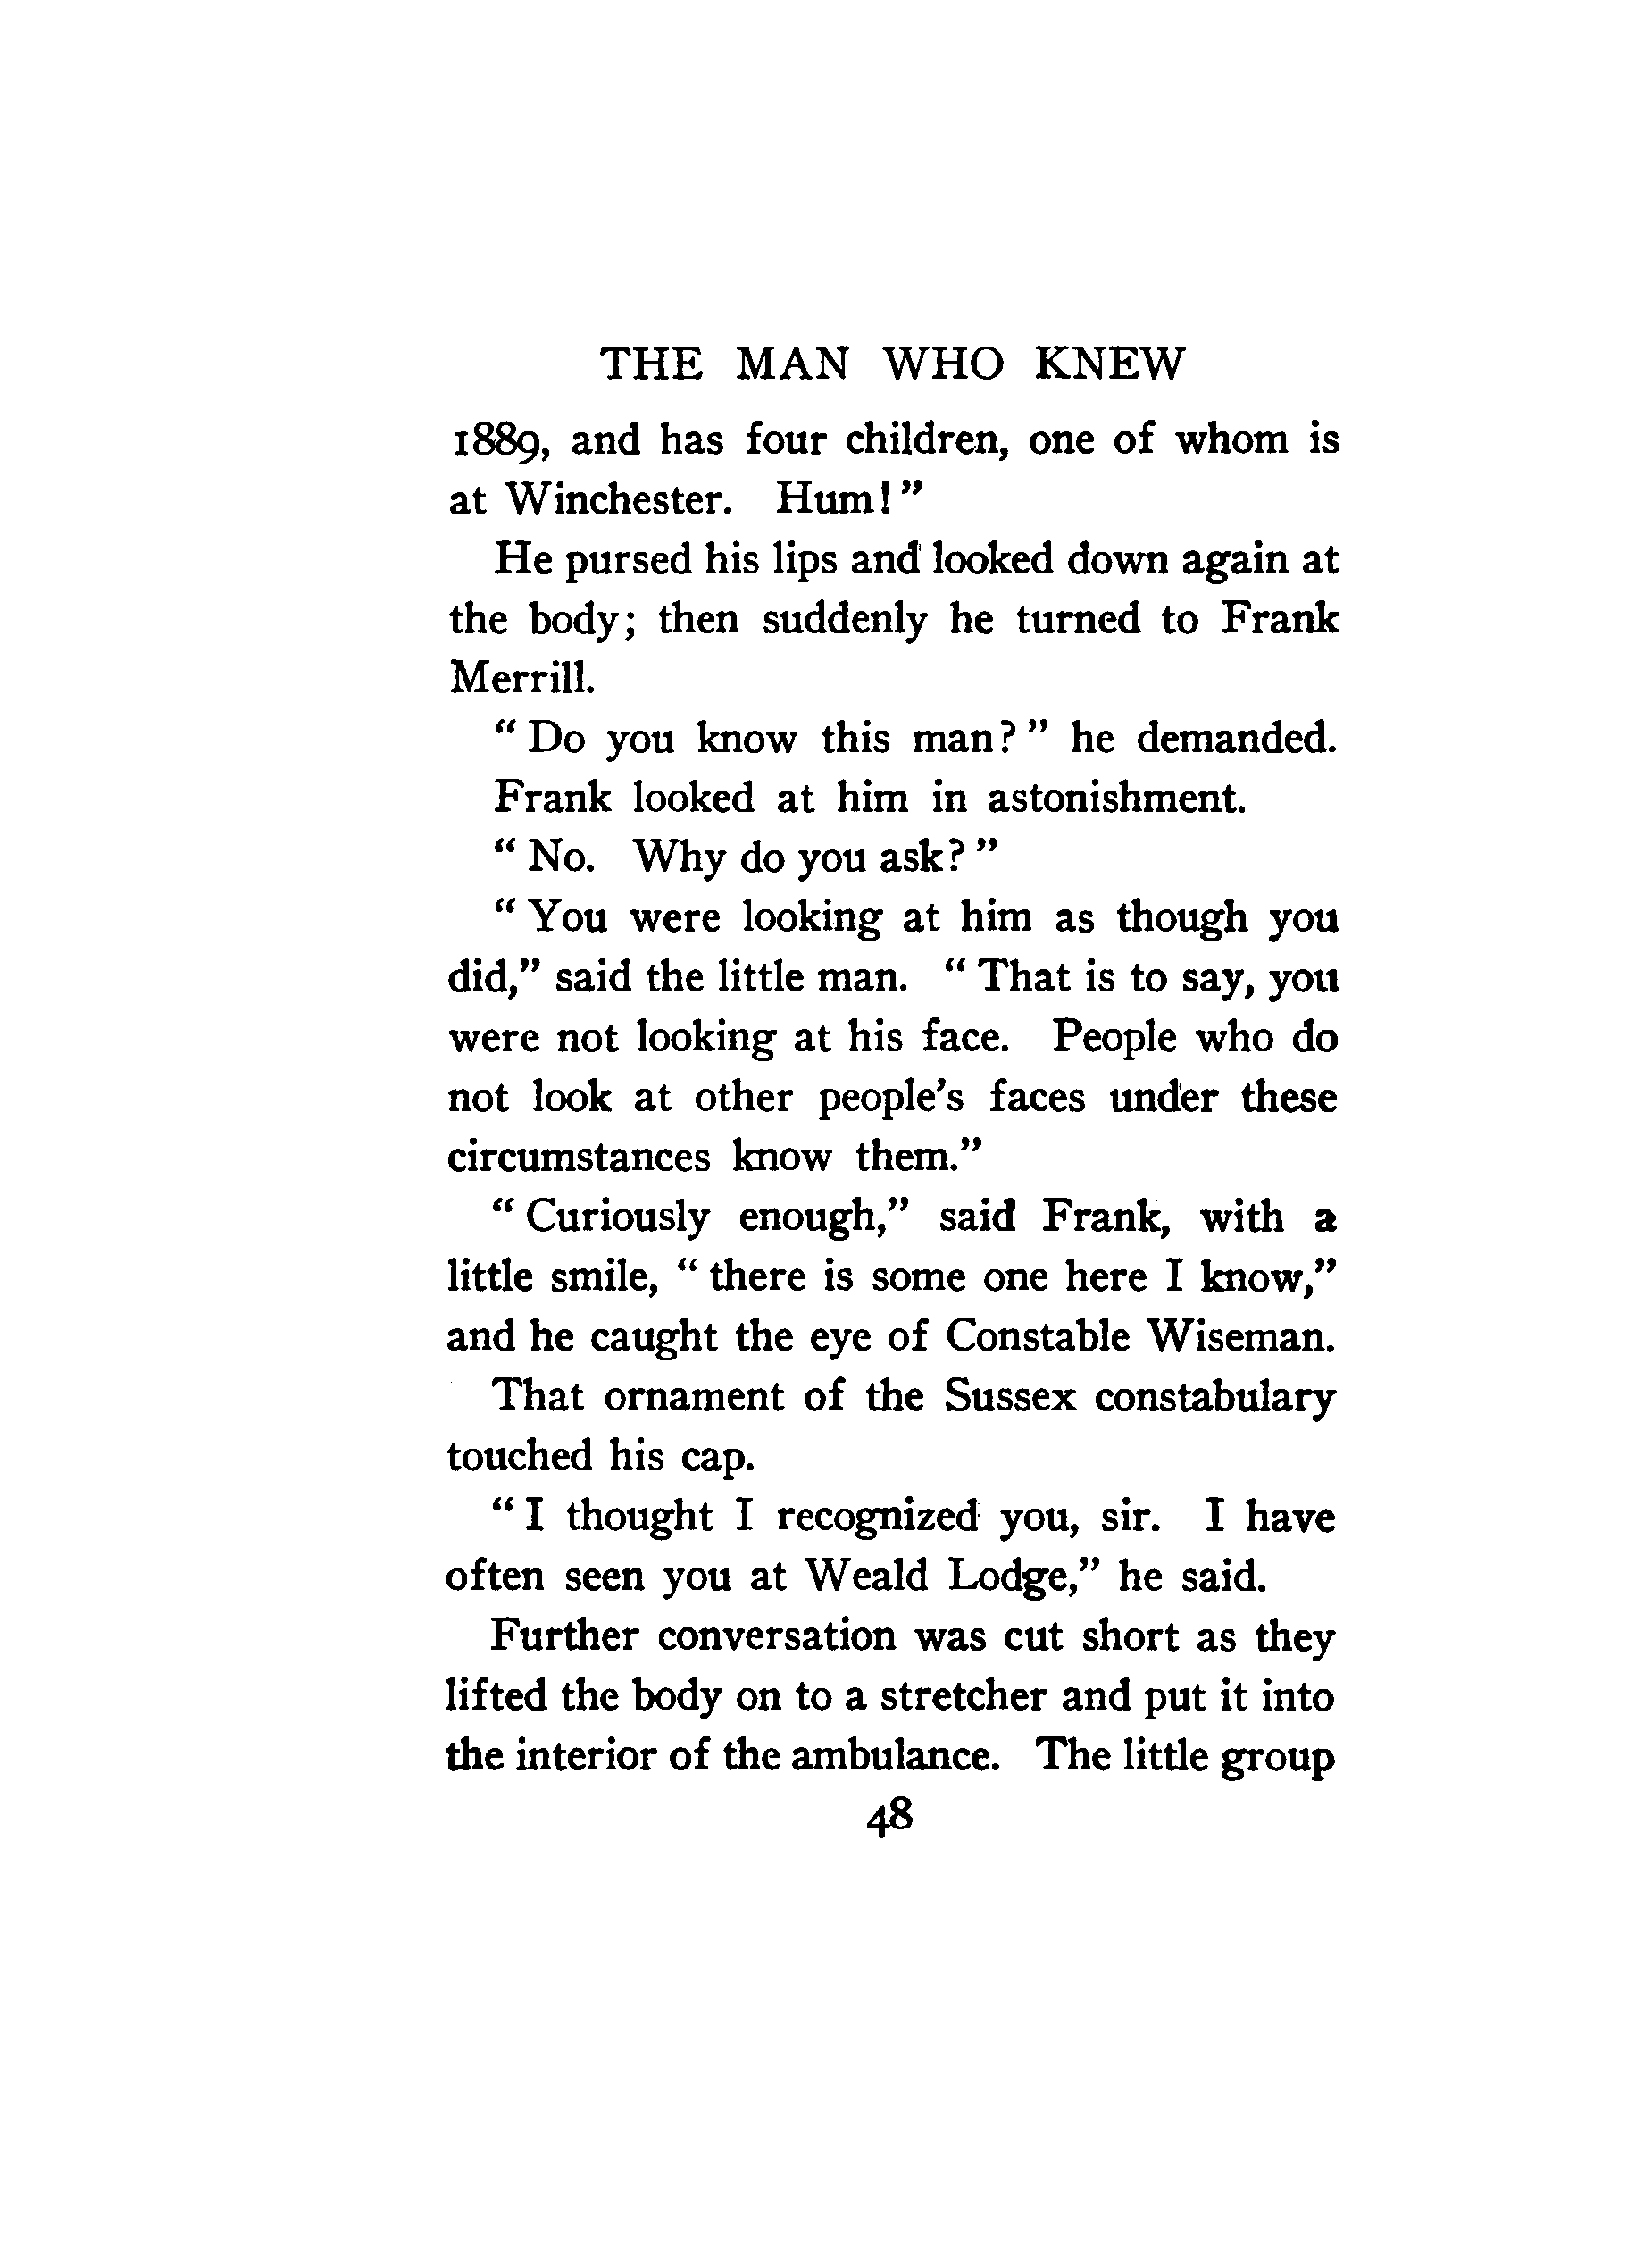 THE MAN WHO KNEW
1889, and has four children, one of whom is
at Winchester. Hum!”
He pursed his lips and looked down again at
the body; then suddenly he turned to Frank
Merrill.
“ Do you know this man? ” he demanded.
Frank looked at him in astonishment.
“ No. Why do you ask? ”
“ You were looking at him as though you
did,” said the little man. “ That is to say, you
were not looking at his face. People who do
not look at other people’s faces under these
circumstances know them.”
“ Curiously enough,” said Frank, with a
little smile, “ there is some one here I know,”
and he caught the eye of Constable Wiseman.
That ornament of the Sussex constabulary
touched his cap.
“ I thought I recognized you, sir. I have
often seen you at Weald Lodge,” he said.
Further conversation was cut short as they
lifted the body on to a stretcher and put it into
the interior of the ambulance. The little group
48